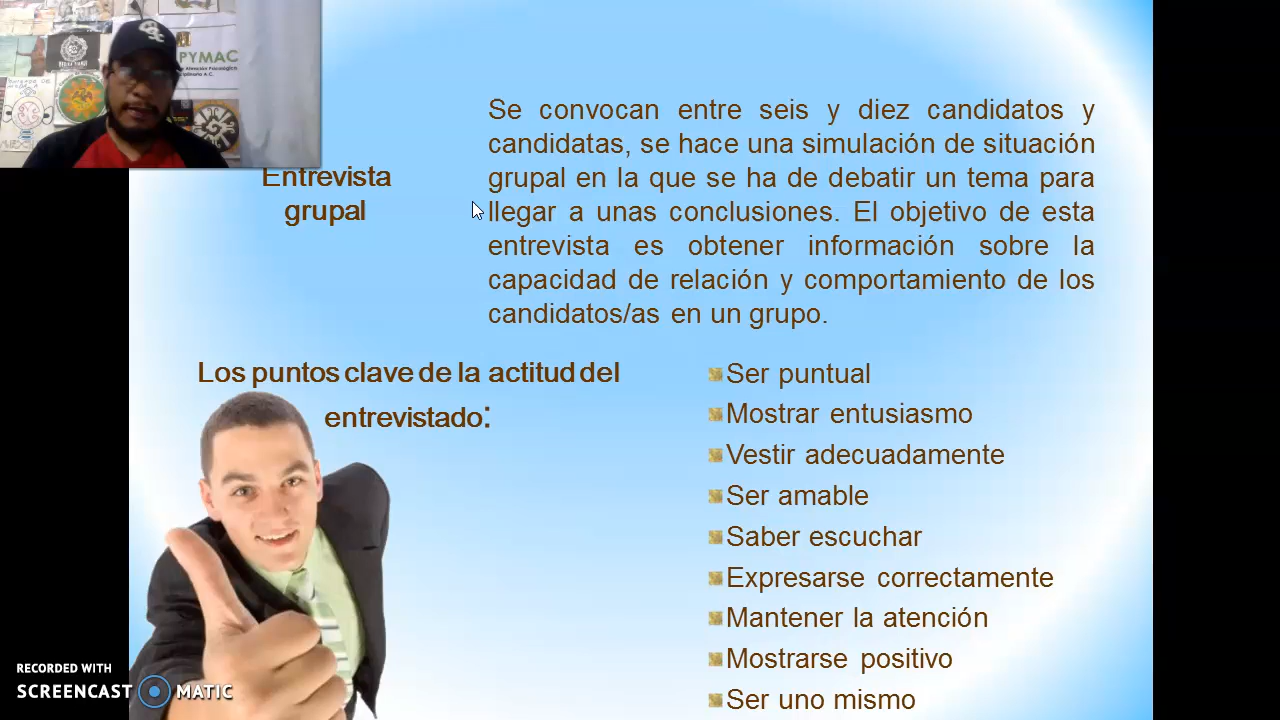 PYMAC
Entrevista
grupal
Se convocan entre seis y diez candidatos y
candidatas, se hace una simulación de situación
grupal en la que se ha de debatir un tema para
llegar a unas conclusiones. El objetivo de esta
entrevista es obtener información sobre la
capacidad de relación y comportamiento de los
candidatos/as en un grupo.
Los puntos clave de la actitud del
entrevistado:
Ser puntual
Mostrar entusiasmo
Vestir adecuadamente
Ser amable
Saber escuchar
Expresarse correctamente
Mantener la atención
Mostrarse positivo
Ser uno mismo
RECORDED WITH
SCREENCAST MATIC